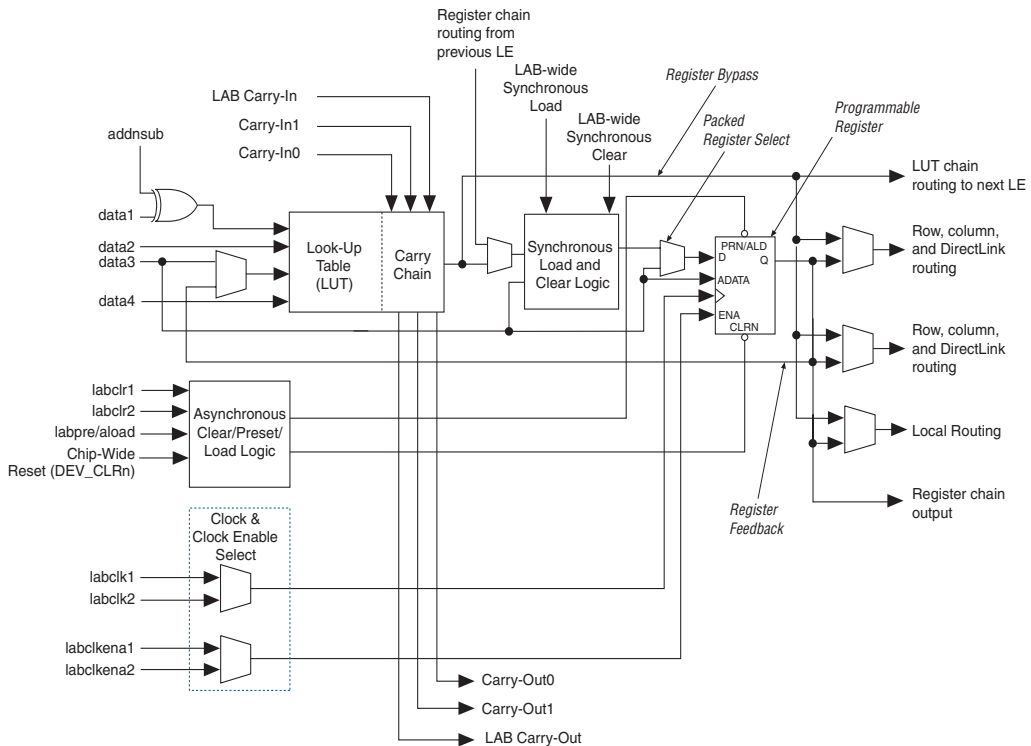 Register chain
routing from
previous LE
LAB-wide
Synchronous
Load
Register Bypass
LAB-wide
Synchronous
Clear
Packed
Register Select
Programmable
Register
LAB Carry-In
Carry-In1
Carry-In0
addnsub
data1
data2
data3
data4
Look-Up
Table
(LUT)
Carry
Chain
Synchronous
Load and
Clear Logic
PRN/ALD
D
Q
ADATA
ENA
CLRN
LUT chain
routing to next LE
Row, column,
and DirectLink
routing
Row, column,
and DirectLink
routing
Local Routing
Register chain
output
labclr1
labclr2
labpre/aload
Chip-Wide
Reset (DEV_CLRn)
Asynchronous
Clear/Preset/
Load Logic
Register
Feedback
Clock &
Clock Enable
Select
labclk1
labclk2
labclkena1
labclkena2
Carry-Out0
Carry-Out1
LAB Carry-Out